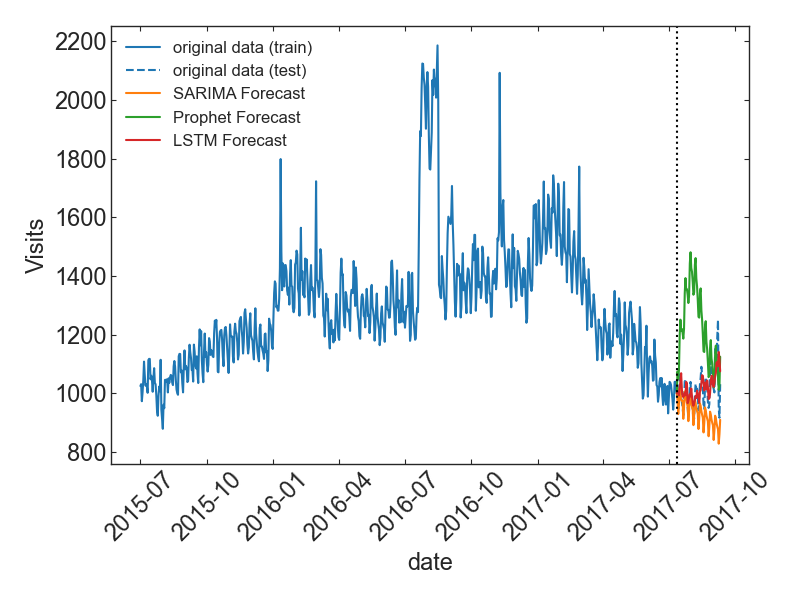 2200
2000
1800
1600
1400
1200
1000
800
Visits
original data (train)
original data (test)
SARIMA Forecast
Prophet Forecast
LSTM Forecast
2015-07
2015-10
2016-01
2016-04
2016-07
2016-10
2017-01
2017-04
2017-07
2017-10
date